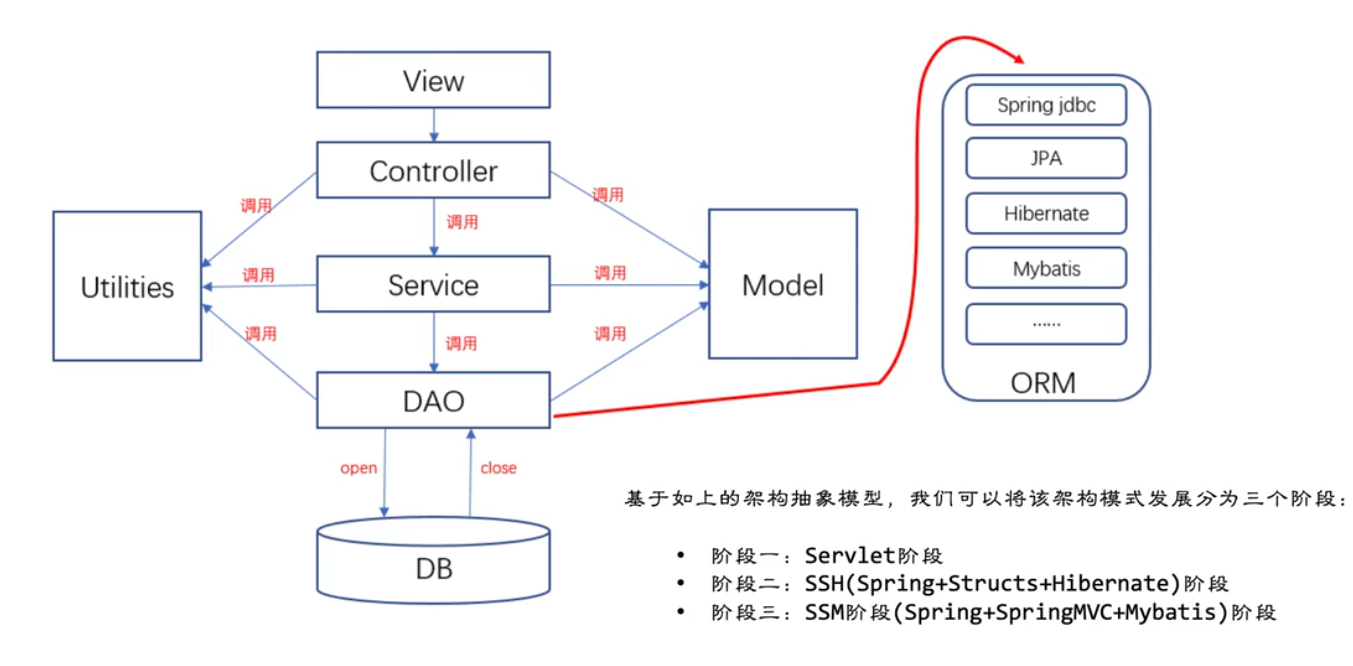 View
Controller
调用
调用
调用
Utilities
调用
Service
调用
Model
调用
调用
调用
DAO
open
close
DB
Spring jdbc
JPA
Hibernate
Mybatis
......
ORM
基于如上的架构抽象模型，我们可以将该架构模式发展分为三个阶段：
• 阶段一：Servlet阶段
• 阶段二：SSH(Spring+Structs+Hibernate)阶段
• 阶段三：SSM阶段(Spring+SpringMVC+Mybatis)阶段